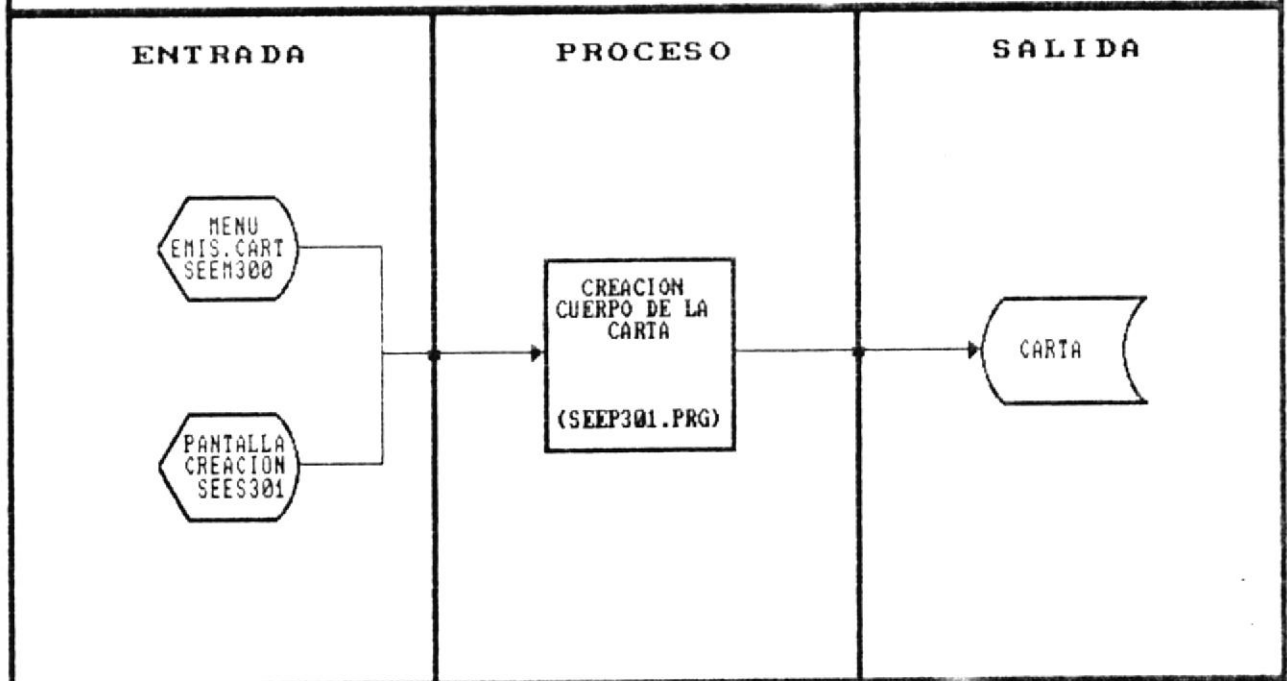 ENTRADA
PROCESO
SALIDA
MENU
EMIS.CART
SEEM300
PANTALLA
CREACION
SEES301
CREACION
CUERPO DE LA
CARTA
(SEEP301.PRG)
CARTA